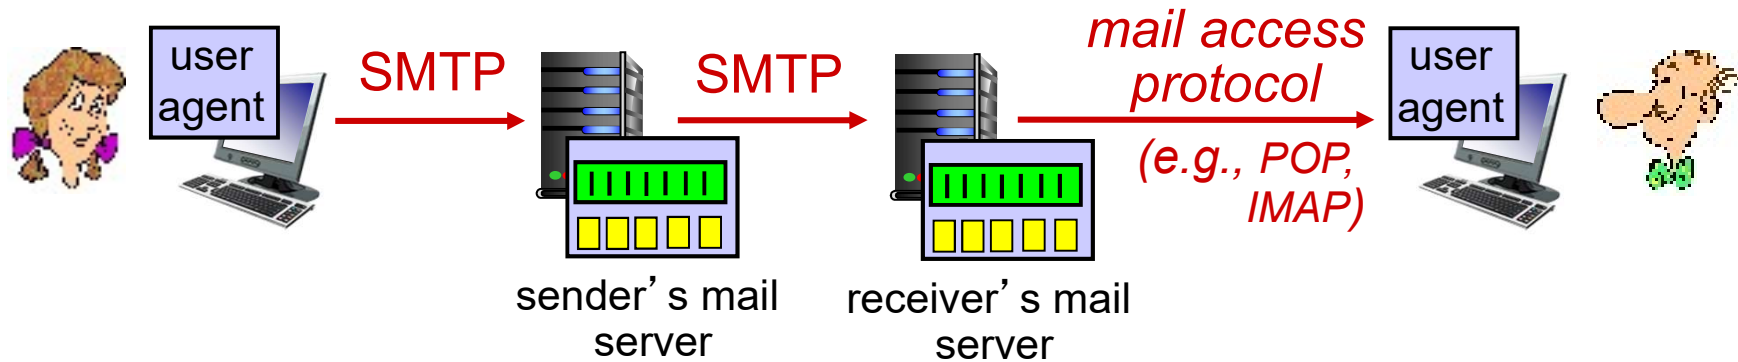 user
agent
SMTP
SMTP
mail access
protocol
(e.g., POP,
IMAP)
user
agent
sender’s mail
server
receiver’s mail
server